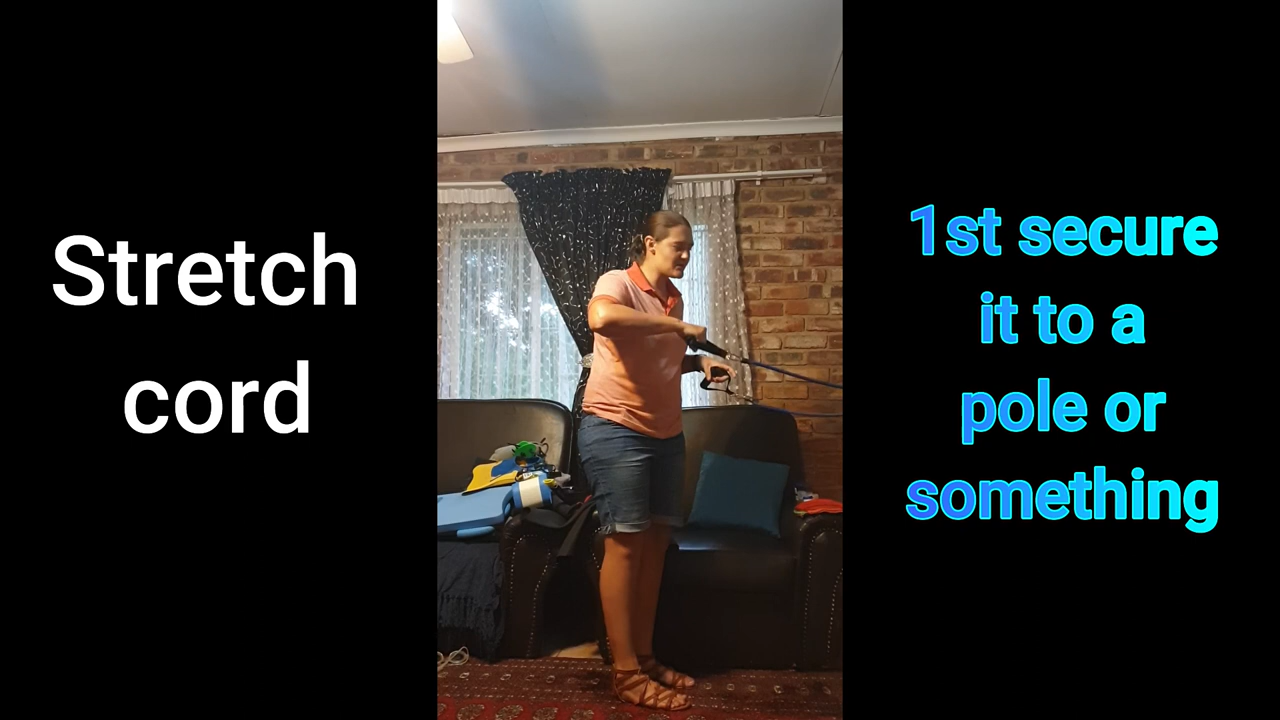 Stretch
cord
1st secure
it to a
pole or
something